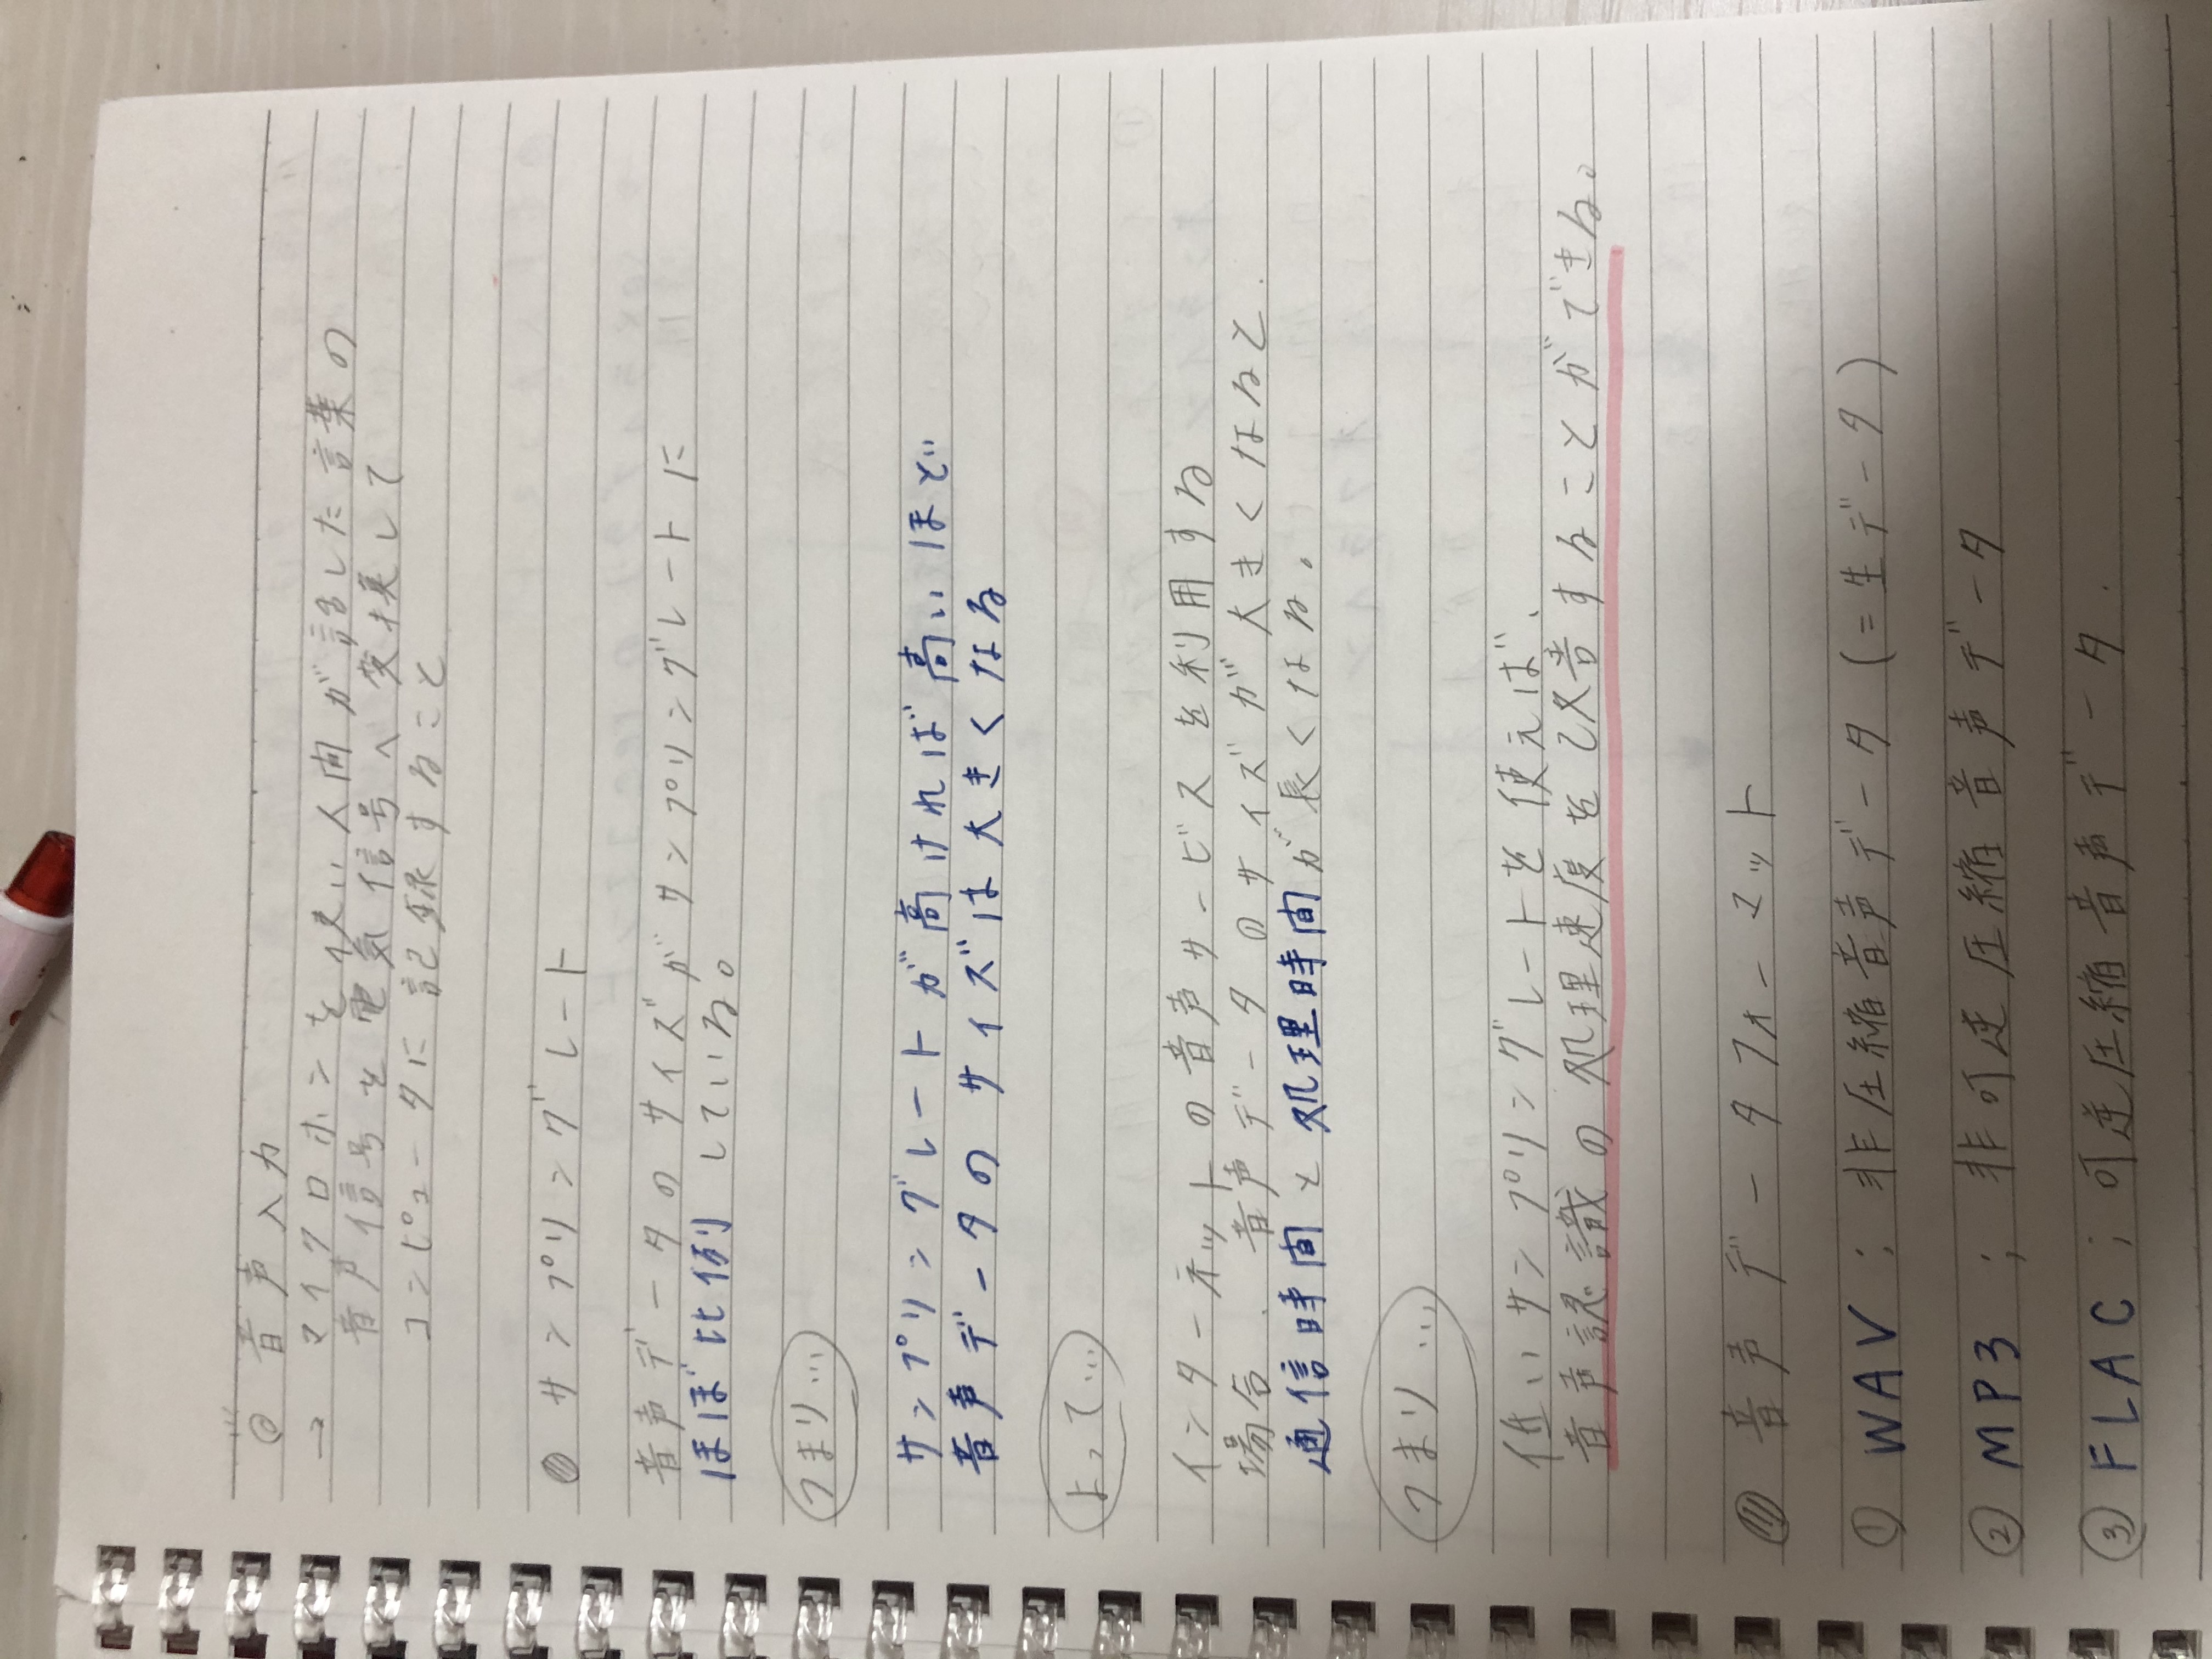 ◎ 音声入力
→ マイクロホンを使い人間が話した言葉の
音声信号を電気信号へ変換して
コンピュータに記録すること
サンプリングレート
音声データのサイズがサンプリングレートに
ほぼ比例している。
つまり…
サンプリングレートが高ければ高いほど
音声データのサイズは大きくなる
よって…
インターネットの音声サービスを利用する
場合、音声データのサイズが大きくなると、
通信時間と処理時間が長くなる。
つまり…
低いサンプリングレートを使えば、
音声認識の処理速度を改善することができる。
音声データフォーマット
① WAV ; 非圧縮音声データ (=生データ)
② MP3 ; 非可逆圧縮音声データ
③ FLAC ; 可逆圧縮音声データ.